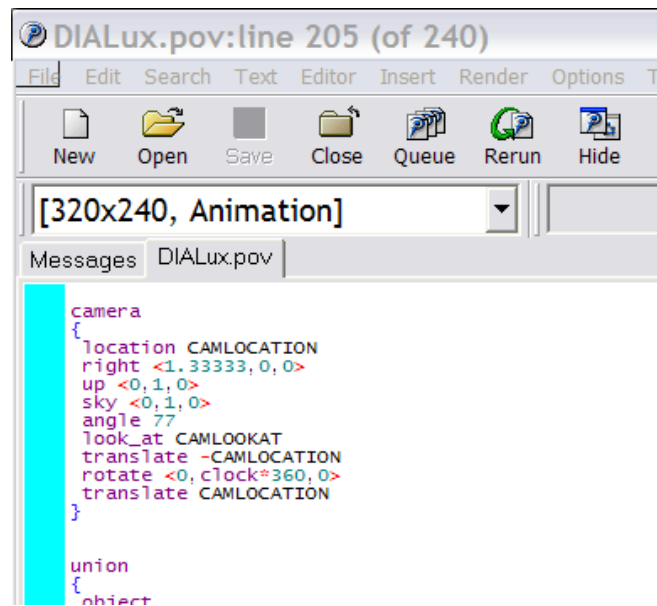 DIALux.pov:line 205 (of 240)
File Edit Search Text Editor Insert Render Options T
New Open Save Close Queue Rerun Hide
[320x240, Animation]
Messages DIALux.pov
camera
{
location CAMLOCATION
right <1.33333,0,0>
up <0,1,0>
sky <0,1,0>
angle 77
look_at CAMLOOKAT
translate -CAMLOCATION
rotate <0,clock*360,0>
translate CAMLOCATION
}
union
{
object